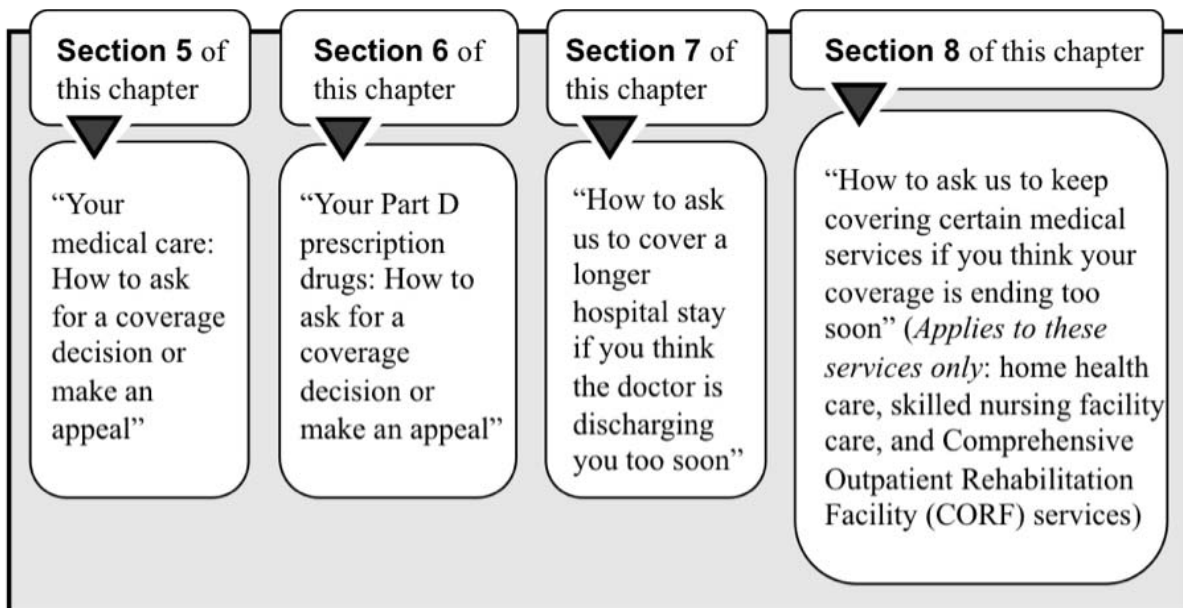 Section 5 of
this chapter
“Your
medical care:
How to ask
for a coverage
decision or
make an
appeal”
Section 6 of
this chapter
“Your Part D
prescription
drugs: How to
ask for a
coverage
decision or
make an appeal”
Section 7 of
this chapter
“How to ask
us to cover a
longer
hospital stay
if you think
the doctor is
discharging
you too soon”
Section 8 of this chapter
“How to ask us to keep
covering certain medical
services if you think your
coverage is ending too
soon” (Applies to these
services only: home health
care, skilled nursing facility
care, and Comprehensive
Outpatient Rehabilitation
Facility (CORF) services)